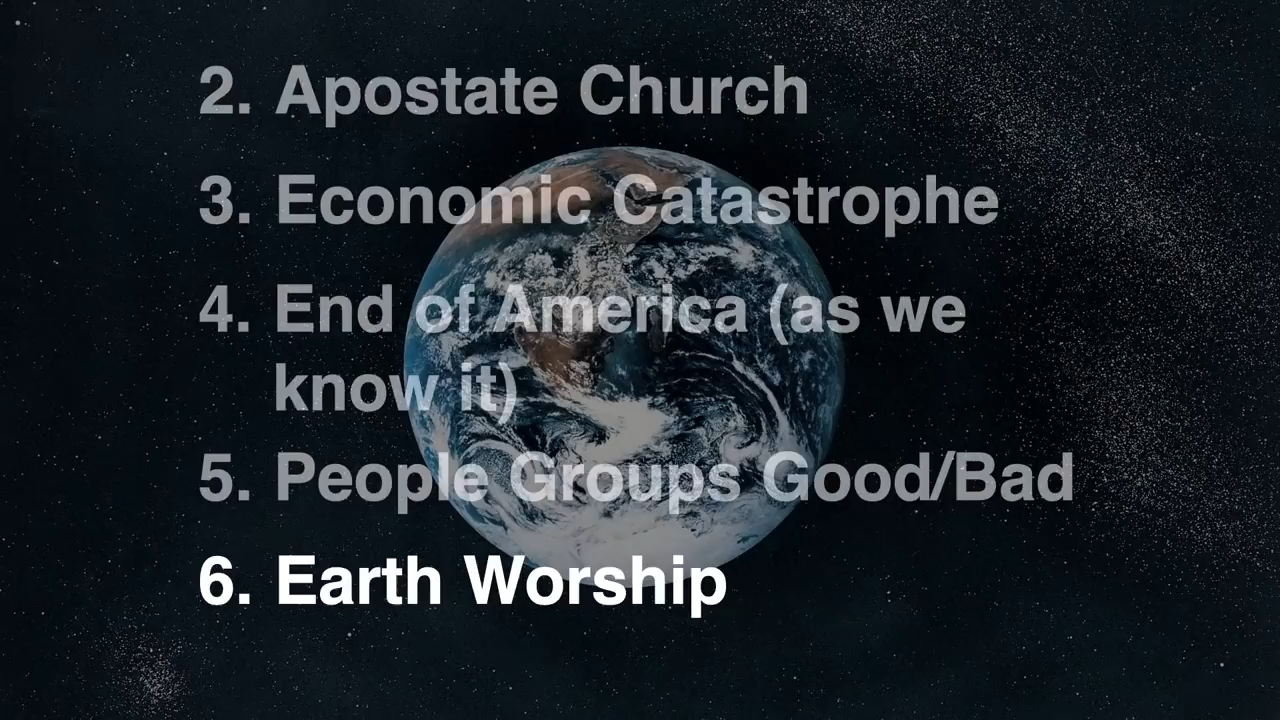 2. Apostate Church
3. Economic Catastrophe
4. End of America (as we
know it)
5. People Groups Good/Bad
6. Earth Worship